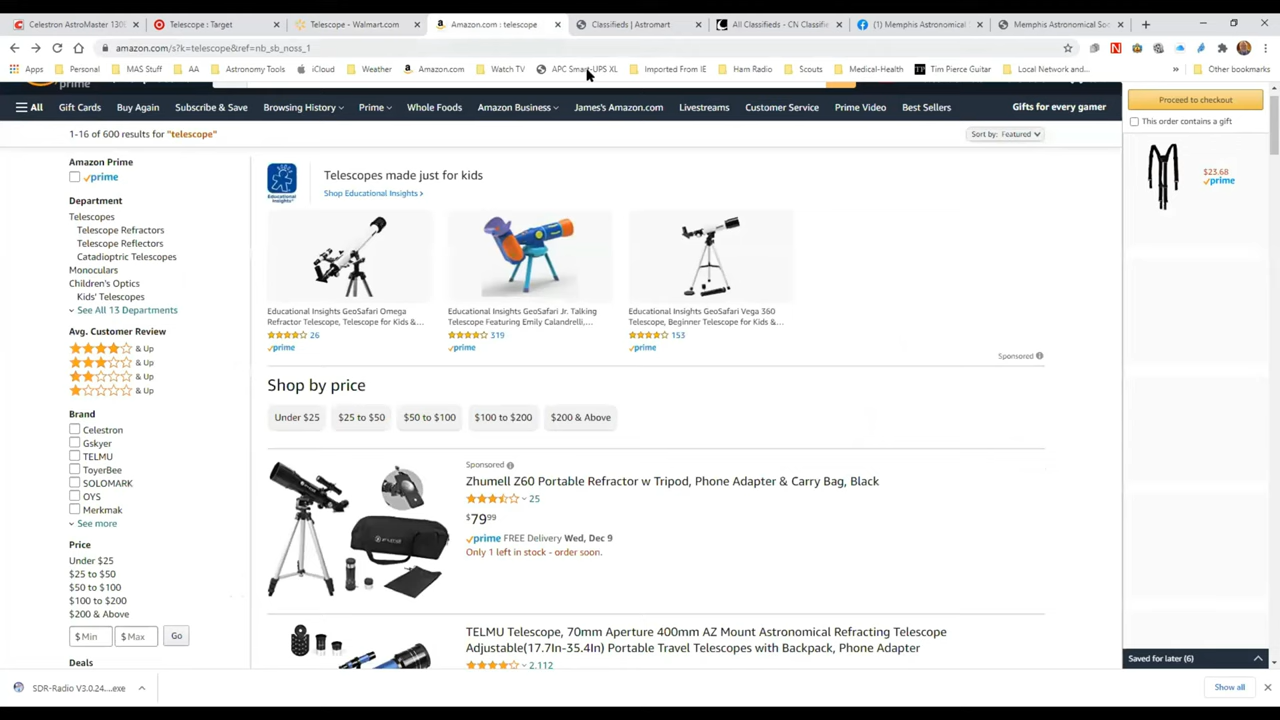 Celestron AstroMaster 130E
Telescope : Target
Telescope - Walmart.com
Amazon.com : telescope
Classifieds | Astromart
All Classifieds - CN Classifie
(1) Memphis Astronomical
Memphis Astronomical So
amazon.com/s?k=telescope&ref=nb_sb_noss_1
Apps
Personal
MAS Stuff
AA
Astronomy Tools
iCloud
Weather
Amazon.com
Watch TV
APC Smart-UPS XL
Imported From IE
Ham Radio
Scouts
Medical-Health
Tim Pierce Guitar
Local Network and...
»
Other bookmarks
prime
All
Gift Cards
Buy Again
Subscribe & Save
Browsing History
Prime
Whole Foods
Amazon Business
James's Amazon.com
Livestreams
Customer Service
Prime Video
Best Sellers
Gifts for every gamer
Proceed to checkout
This order contains a gift
1-16 of 600 results for "telescope"
Sort by: Featured
$23.68
prime
Amazon Prime
prime
Department
Telescopes
Telescope Refractors
Telescope Reflectors
Catadioptric Telescopes
Monoculars
Children's Optics
Kids' Telescopes
See All 13 Departments
Avg. Customer Review
& Up
& Up
& Up
& Up
Brand
Celestron
Gskyer
TELMU
ToyerBee
SOLOMARK
OYS
Merkmak
See more
Price
Under $25
$25 to $50
$50 to $100
$100 to $200
$200 & Above
$ Min
$ Max
Go
Deals
Educational Insights
Telescopes made just for kids
Shop Educational Insights ›
Educational Insights GeoSafari Omega
Refractor Telescope, Telescope for Kids &...
26
prime
Educational Insights GeoSafari Jr. Talking
Telescope Featuring Emily Calandrelli,...
319
prime
Educational Insights GeoSafari Vega 360
Telescope, Beginner Telescope for Kids &...
153
prime
Sponsored
Shop by price
Under $25
$25 to $50
$50 to $100
$100 to $200
$200 & Above
Sponsored
Zhumell Z60 Portable Refractor w Tripod, Phone Adapter & Carry Bag, Black
25
$79 99
prime FREE Delivery Wed, Dec 9
Only 1 left in stock - order soon.
TELMU Telescope, 70mm Aperture 400mm AZ Mount Astronomical Refracting Telescope
Adjustable(17.7In-35.4In) Portable Travel Telescopes with Backpack, Phone Adapter
2,112
Saved for later (6)
SDR-Radio V3.0.24....exe
Show all